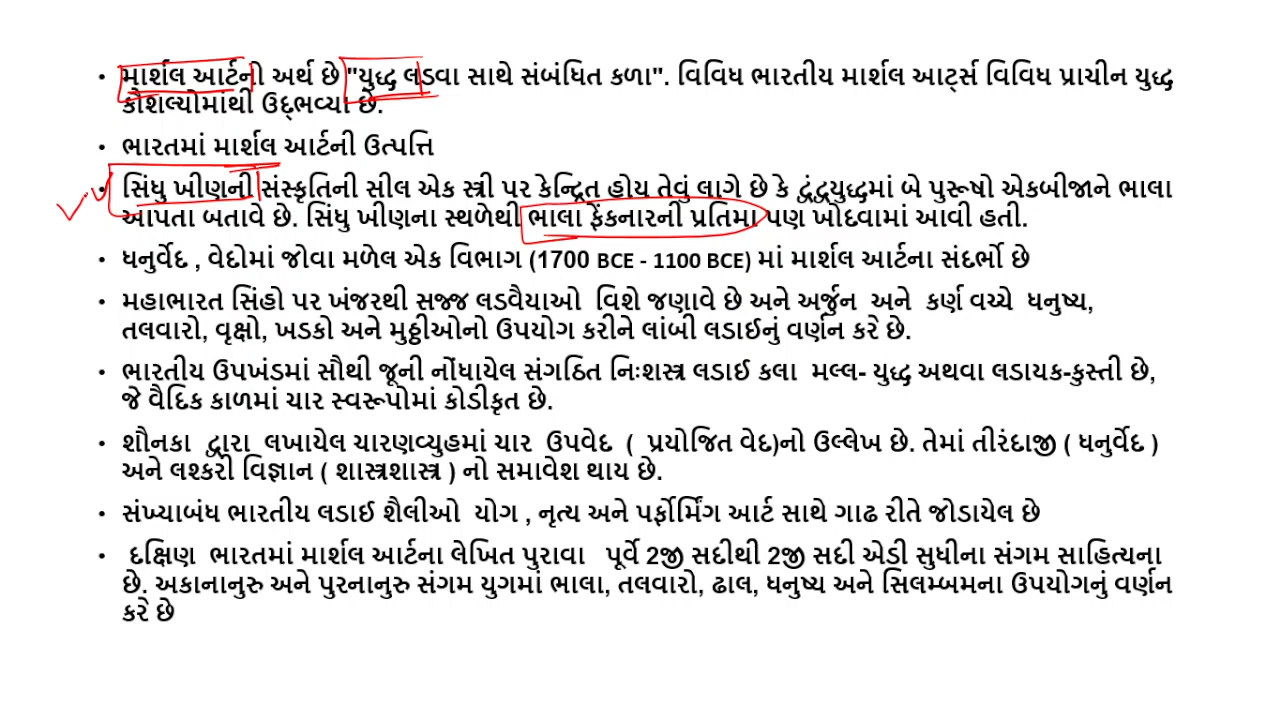 • માર્શલ આર્ટનો અર્થ છે "યુદ્ધ લડવા સાથે સંબંધિત કળા". વિવિધ ભારતીય માર્શલ આર્ટ્સ વિવિધ પ્રાચીન યુદ્ધ
કૌશલ્યોમાંથી ઉદ્ભવ્યા છે.
• ભારતમાં માર્શલ આર્ટની ઉત્પત્તિ
• સિંધુ ખીણની સંસ્કૃતિની સીલ એક સ્ત્રી પર કેન્દ્રિત હોય તેવું લાગે છે કે દ્વંદ્વયુદ્ધમાં બે પુરૂષો એકબીજાને ભાલા
આપતા બતાવે છે. સિંધુ ખીણના સ્થળેથી ભાલા ફેંકનારની પ્રતિમા પણ ખોદવામાં આવી હતી.
• ધનુર્વેદ , વેદોમાં જોવા મળેલ એક વિભાગ (1700 BCE - 1100 BCE) માં માર્શલ આર્ટના સંદર્ભો છે
• મહાભારત સિંહો પર ખંજરથી સજ્જ લડવૈયાઓ વિશે જણાવે છે અને અર્જુન અને કર્ણ વચ્ચે ધનુષ્ય,
તલવારો, વૃક્ષો, ખડકો અને મુઠ્ઠીઓનો ઉપયોગ કરીને લાંબી લડાઈનું વર્ણન કરે છે.
• ભારતીય ઉપખંડમાં સૌથી જૂની નોંધાયેલ સંગઠિત નિઃશસ્ત્ર લડાઈ કલા મલ્લ- યુદ્ધ અથવા લડાયક-કુસ્તી છે,
જે વૈદિક કાળમાં ચાર સ્વરૂપોમાં કોડીકૃત છે.
• શૌનકા દ્વારા લખાયેલ ચારણવ્યુહમાં ચાર ઉપવેદ ( પ્રયોજિત વેદ)નો ઉલ્લેખ છે. તેમાં તીરંદાજી ( ધનુર્વેદ )
અને લશ્કરી વિજ્ઞાન ( શાસ્ત્રશાસ્ત્ર ) નો સમાવેશ થાય છે.
• સંખ્યાબંધ ભારતીય લડાઈ શૈલીઓ યોગ , નૃત્ય અને પર્ફોર્મિંગ આર્ટ સાથે ગાઢ રીતે જોડાયેલ છે
• દક્ષિણ ભારતમાં માર્શલ આર્ટના લેખિત પુરાવા પૂર્વે 2જી સદીથી 2જી સદી એડી સુધીના સંગમ સાહિત્યના
છે. અકાનાનુરુ અને પુરનાનુરુ સંગમ યુગમાં ભાલા, તલવારો, ઢાલ, ધનુષ્ય અને સિલમ્બમના ઉપયોગનું વર્ણન
કરે છે